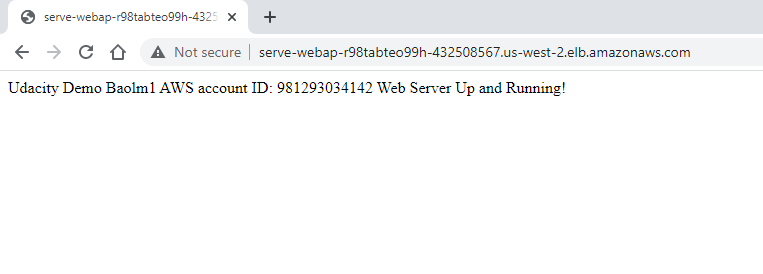 serve-webap-r98tabteo99h-4325
Not secure
serve-webap-r98tabteo99h-432508567.us-west-2.elb.amazonaws.com
Udacity Demo Baolm1 AWS account ID: 981293034142 Web Server Up and Running!